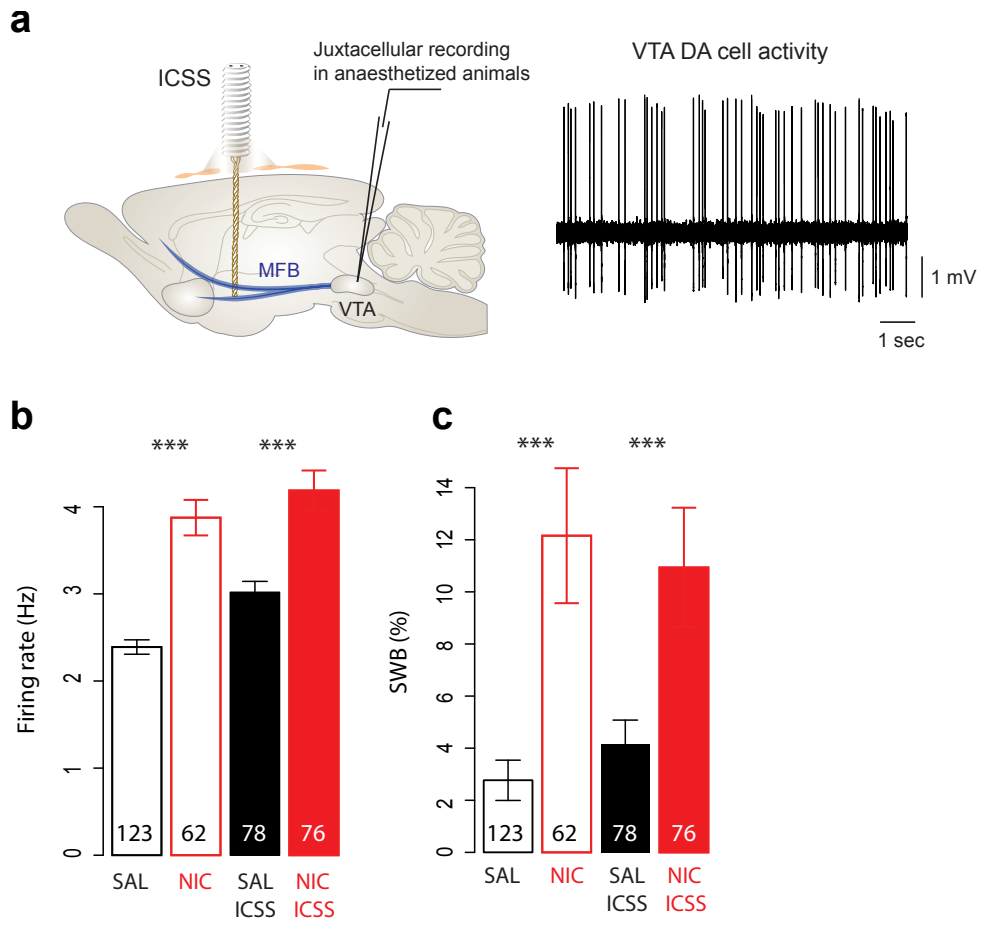 a
ICSS
Juxtacellular recording
in anaesthetized animals
MFB
VTA
VTA DA cell activity
1 mV
1 sec
b
Firing rate (Hz)
0
1
2
3
4
***
***
123
62
78
76
SAL
NIC
SAL
ICSS
NIC
ICSS
c
SWB (%)
0
2
4
6
8
10
12
14
***
***
123
62
78
76
SAL
NIC
SAL
ICSS
NIC
ICSS